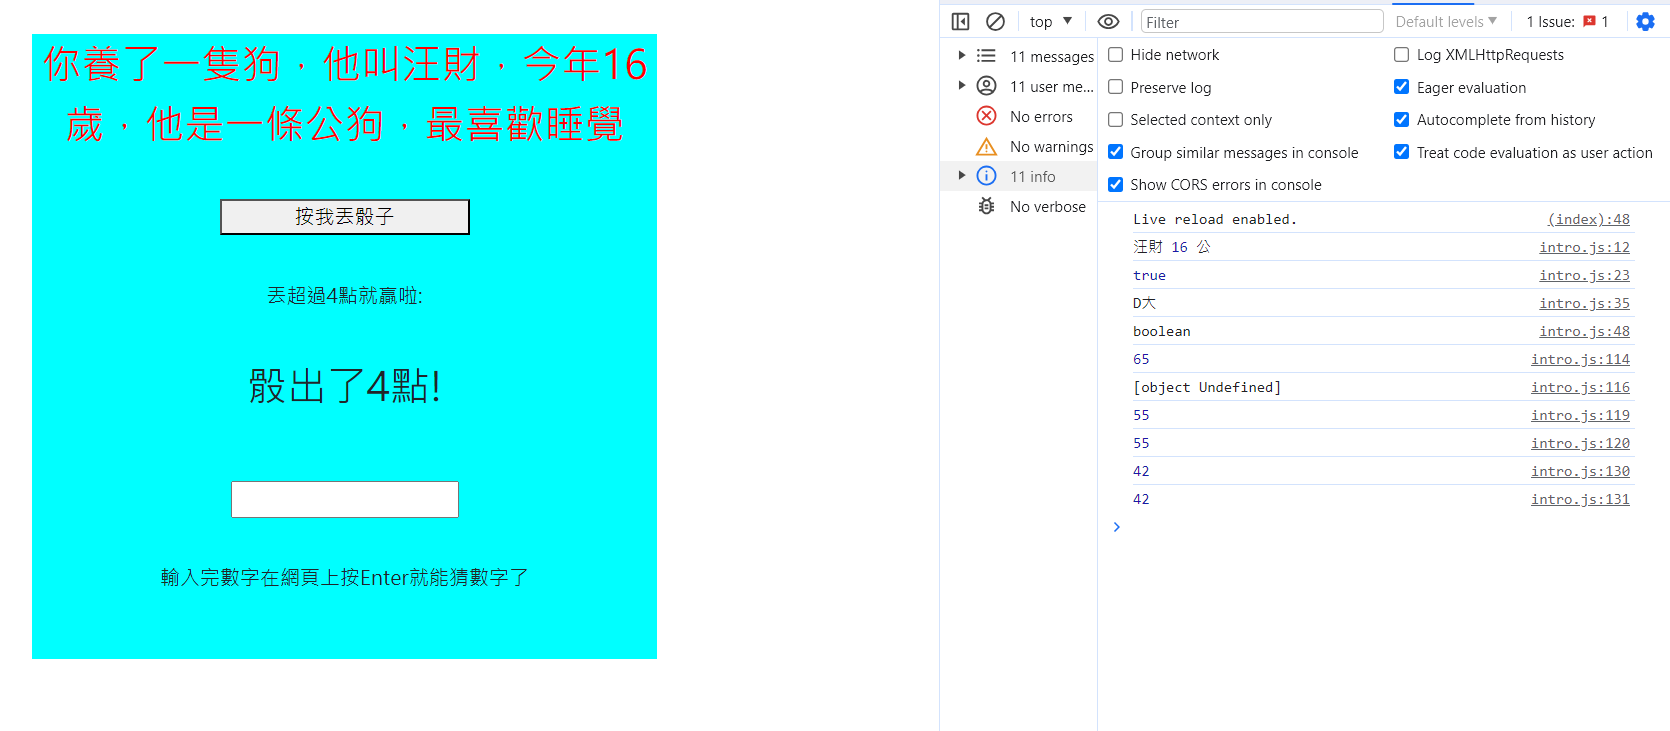 你養了一隻狗，他叫汪財，今年16
歲，他是一條公狗，最喜歡睡覺
按我丟骰子
丟超過4點就贏啦:
骰出了4點!
輸入完數字在網頁上按Enter就能猜數字了
top
Filter
Default levels
1 Issue:
1
11 messages
11 user me...
No errors
No warnings
11 info
No verbose
Hide network
Log XMLHttpRequests
Preserve log
Eager evaluation
Selected context only
Autocomplete from history
Group similar messages in console
Treat code evaluation as user action
Show CORS errors in console
Live reload enabled. (index):48
汪財 16 公 intro.js:12
true intro.js:23
D大 intro.js:35
boolean intro.js:48
65 intro.js:114
[object Undefined] intro.js:116
55 intro.js:119
55 intro.js:120
42 intro.js:130
42 intro.js:131